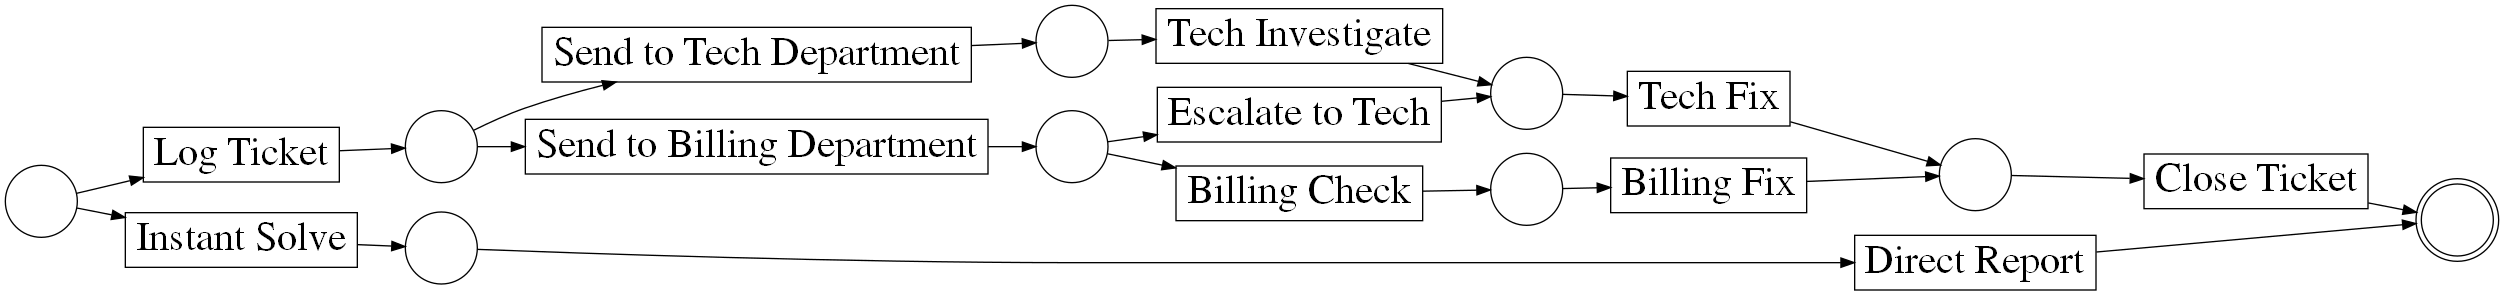 Log Ticket
Instant Solve
Send to Tech Department
Send to Billing Department
Tech Investigate
Escalate to Tech
Billing Check
Tech Fix
Billing Fix
Direct Report
Close Ticket